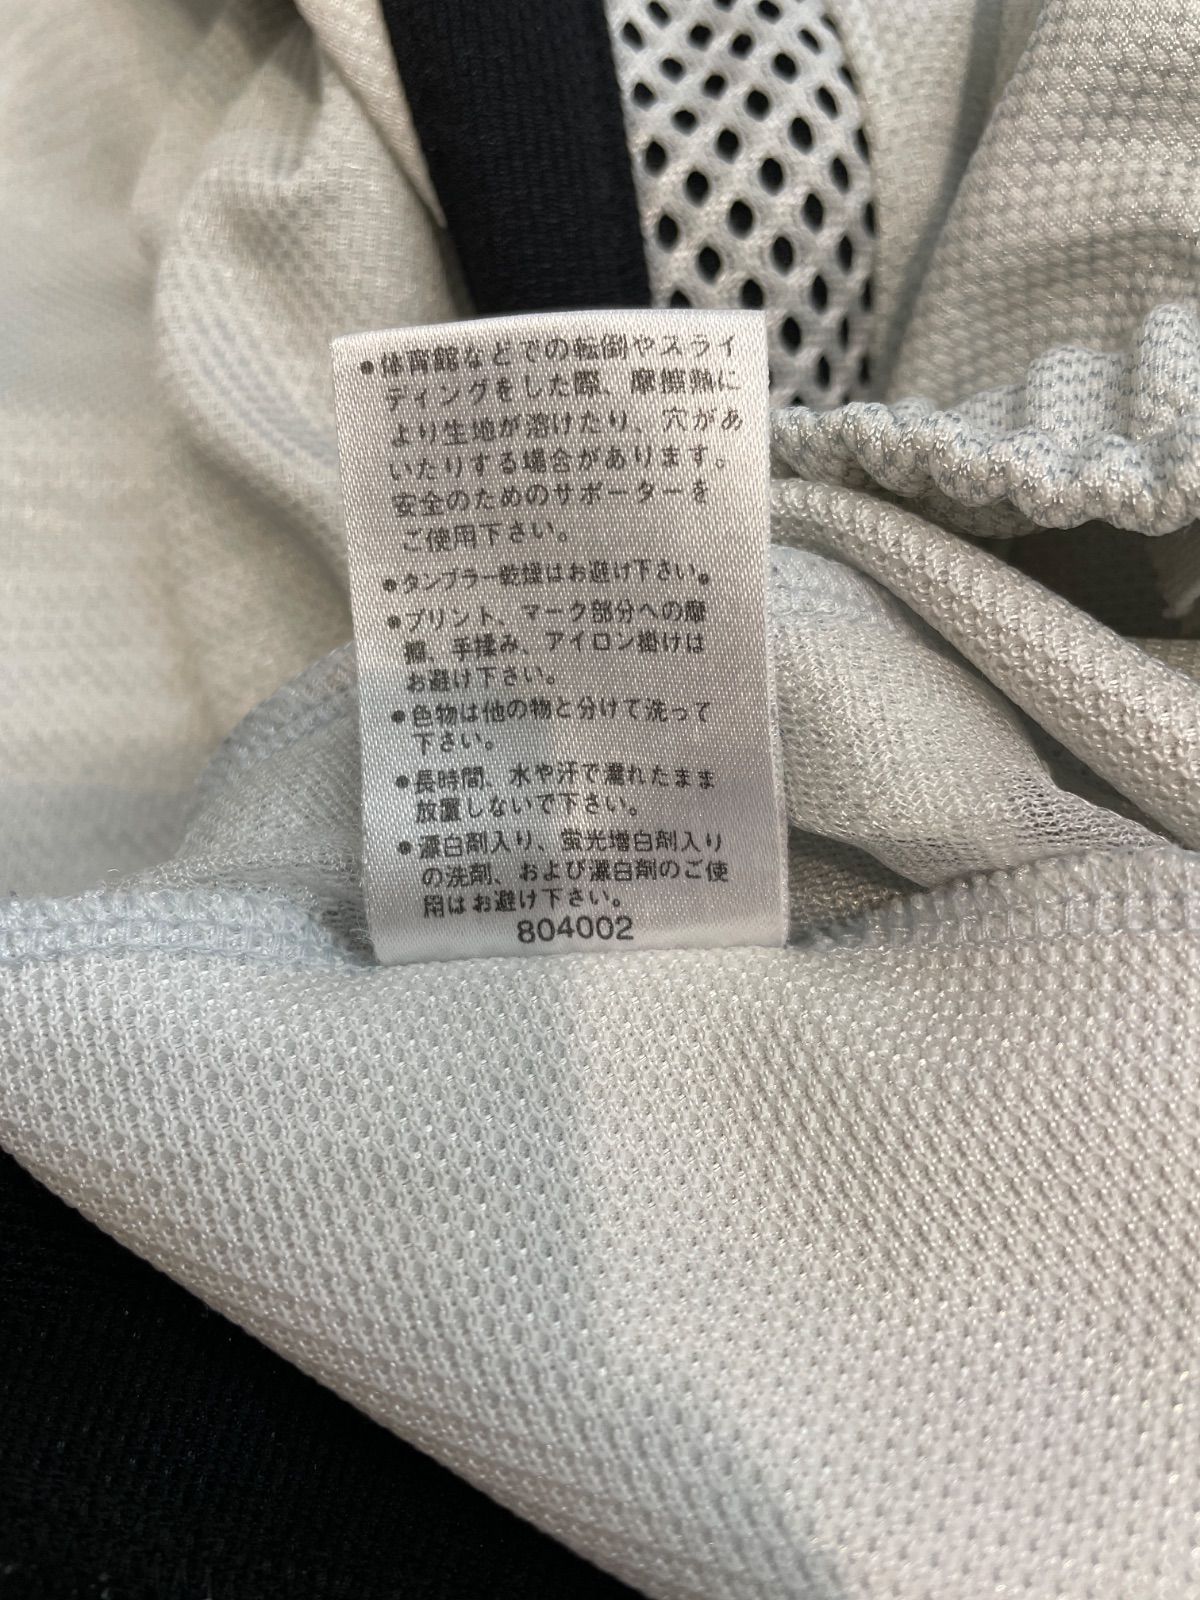 ●体育館などでの転倒やスライ
ディングをした際、摩擦熱に
より生地が溶けたり、穴があ
いたりする場合があります。
安全のためのサポーターを
ご使用下さい。
●タンブラー乾燥はお避け下さい。
●プリント、マーク部分への摩
擦、手揉み、アイロン掛けは
お避け下さい。
●色物は他の物と分けて洗って
下さい。
●長時間、水や汗で濡れたまま
放置しないで下さい。
●漂白剤入り、蛍光増白剤入り
の洗剤、および漂白剤のご使
用はお避け下さい。
804002